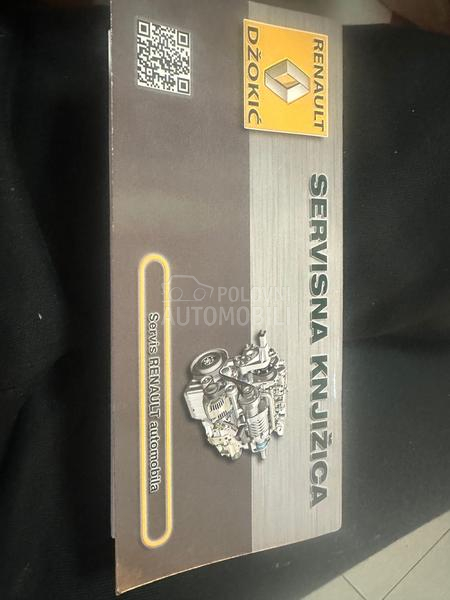 RENAULT
DŽOKIĆ
SERVISNA KNJIŽICA
POLOVNI
AUTOMOBILI
Servis RENAULT automobila